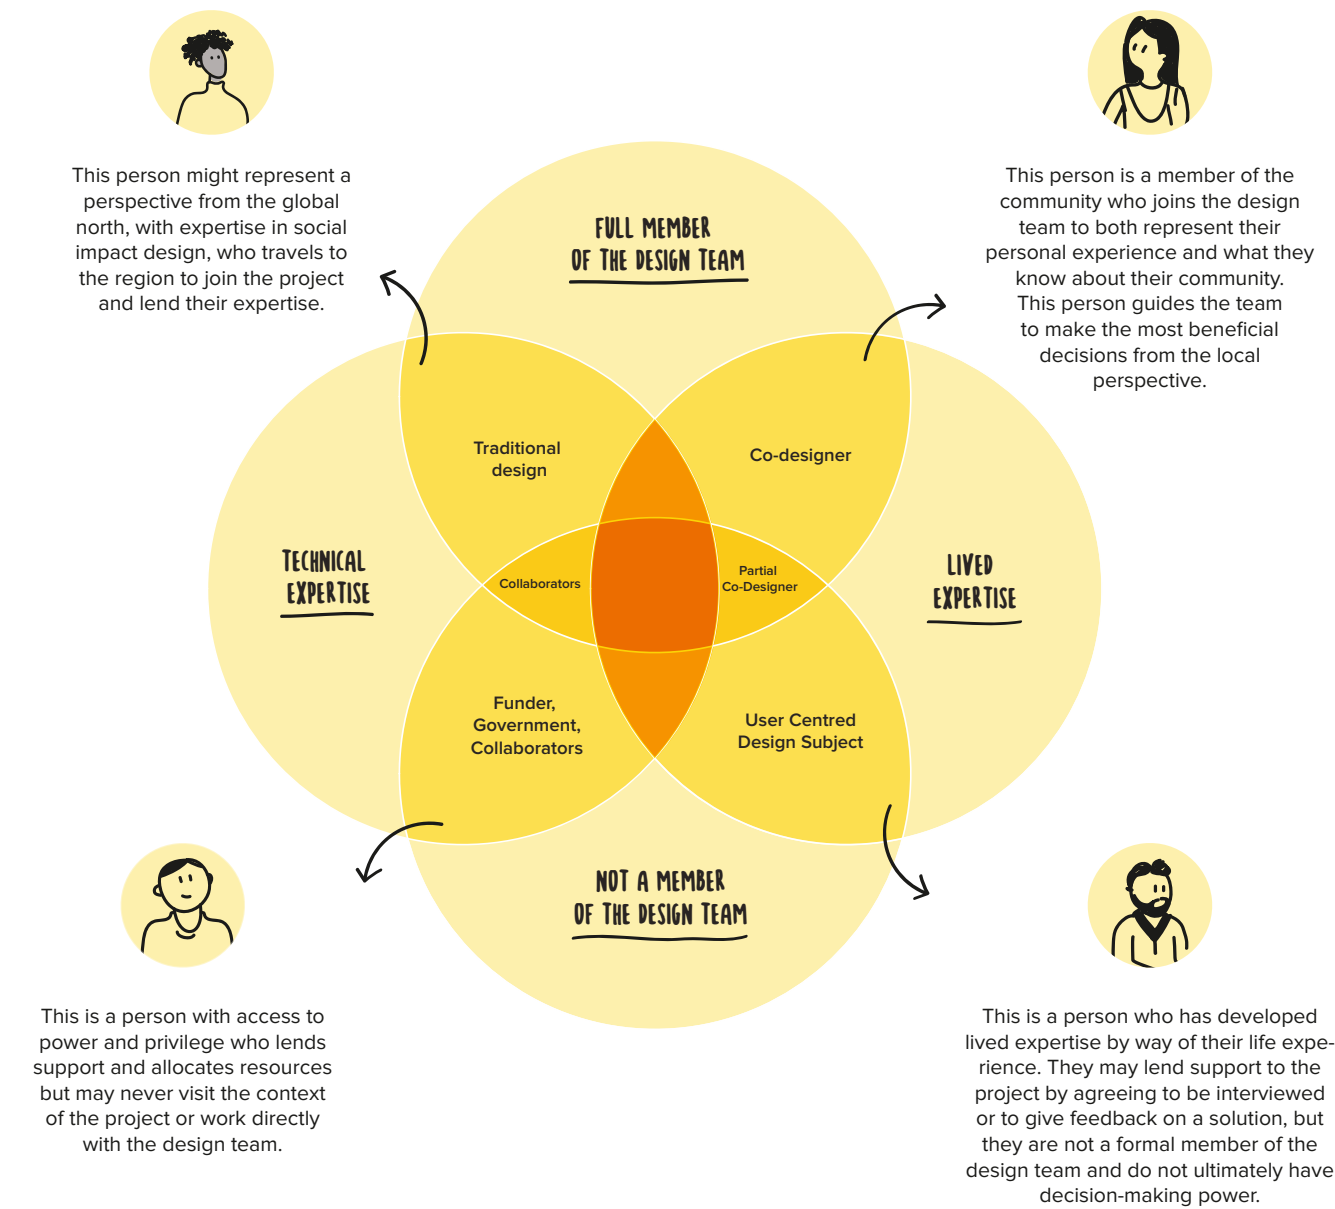 This person might represent a
perspective from the global
north, with expertise in social
impact design, who travels to
the region to join the project
and lend their expertise.
This person is a member of the
community who joins the design
team to both represent their
personal experience and what they
know about their community.
This person guides the team
to make the most beneficial
decisions from the local
perspective.
FULL MEMBER
OF THE DESIGN TEAM
Traditional
design
Co-designer
TECHNICAL
EXPERTISE
Collaborators
Partial
Co-Designer
LIVED
EXPERTISE
Funder,
Government,
Collaborators
User Centred
Design Subject
NOT A MEMBER
OF THE DESIGN TEAM
This is a person with access to
power and privilege who lends
support and allocates resources
but may never visit the context
of the project or work directly
with the design team.
This is a person who has developed
lived expertise by way of their life expe-
rience. They may lend support to the
project by agreeing to be interviewed
or to give feedback on a solution, but
they are not a formal member of the
design team and do not ultimately have
decision-making power.